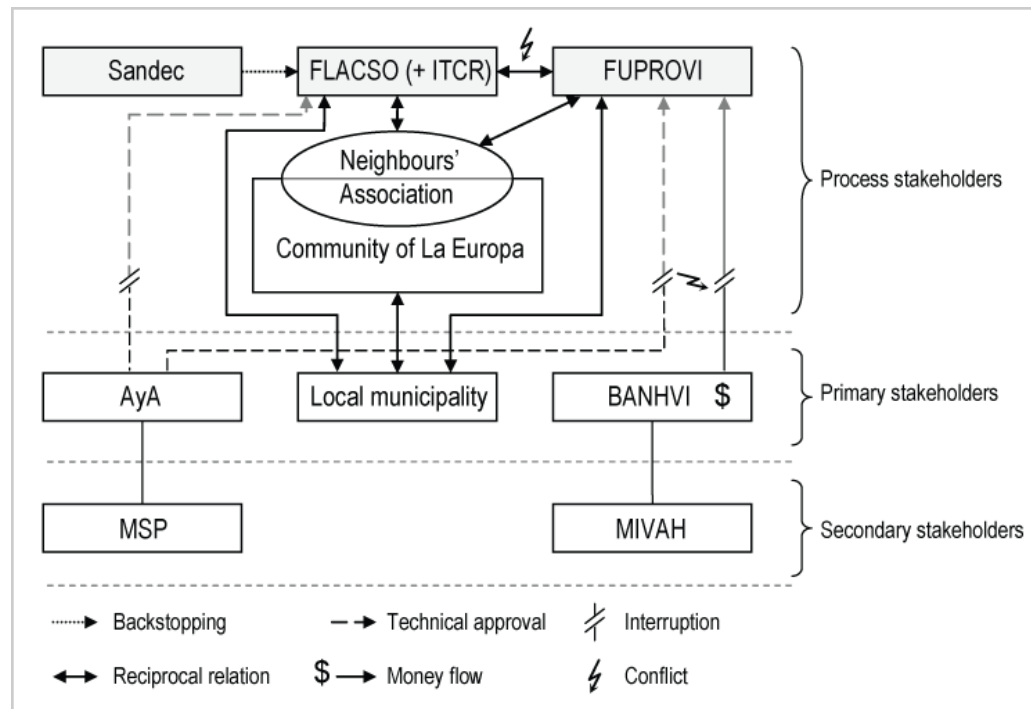 Sandec
FLACSO (+ ITCR)
FUPROVI
Neighbours'
Association
Community of La Europa
Process stakeholders
AyA
Local municipality
BANHVI $
Primary stakeholders
MSP
MIVAH
Secondary stakeholders
Backstopping
Technical approval
Interruption
Reciprocal relation
$ Money flow
Conflict